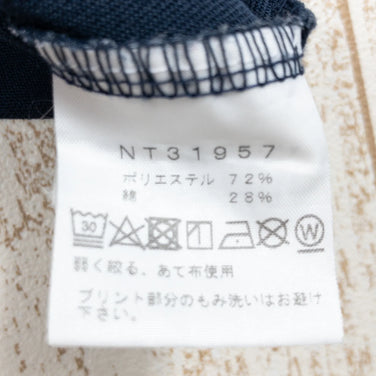 NT31957
ポリエステル 72%
綿 28%
30 W
弱く絞る、あて布使用
プリント部分のもみ洗いはお避け
下さい。